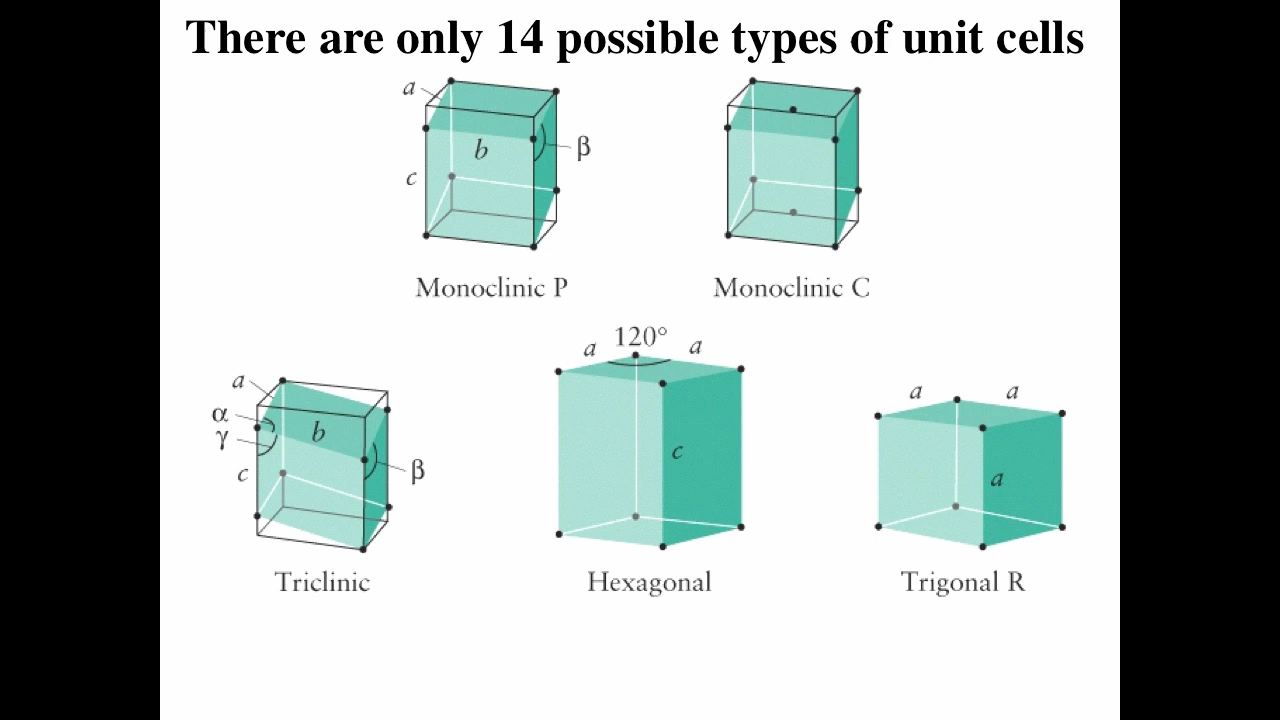 There are only 14 possible types of unit cells
a
b
β
c
Monoclinic P
Monoclinic C
120°
a
a
a
α
γ
b
c
β
c
a
a
a
Triclinic
Hexagonal
Trigonal R